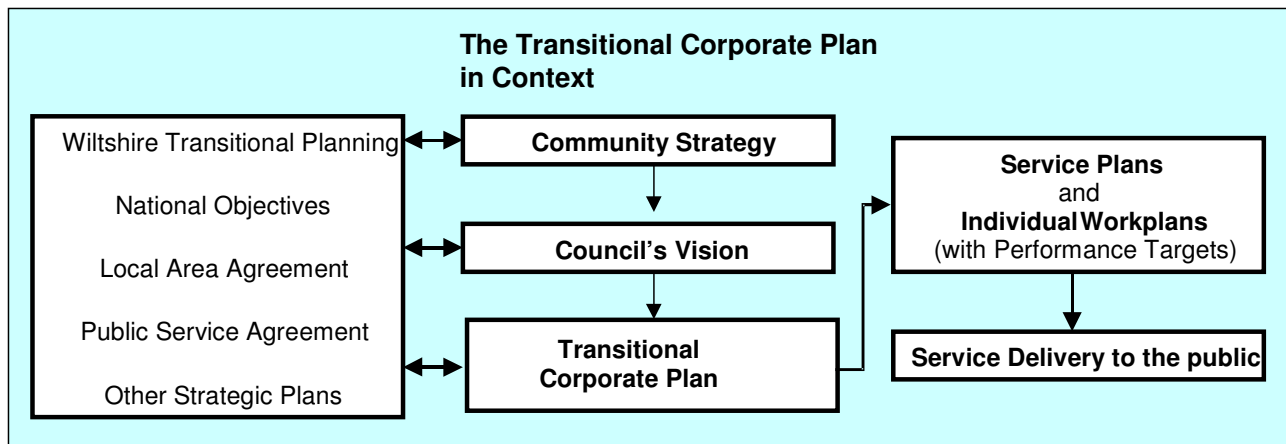 The Transitional Corporate Plan
in Context
Wiltshire Transitional Planning
National Objectives
Local Area Agreement
Public Service Agreement
Other Strategic Plans
Community Strategy
Council's Vision
Transitional
Corporate Plan
Service Plans
and
Individual Workplans
(with Performance Targets)
Service Delivery to the public